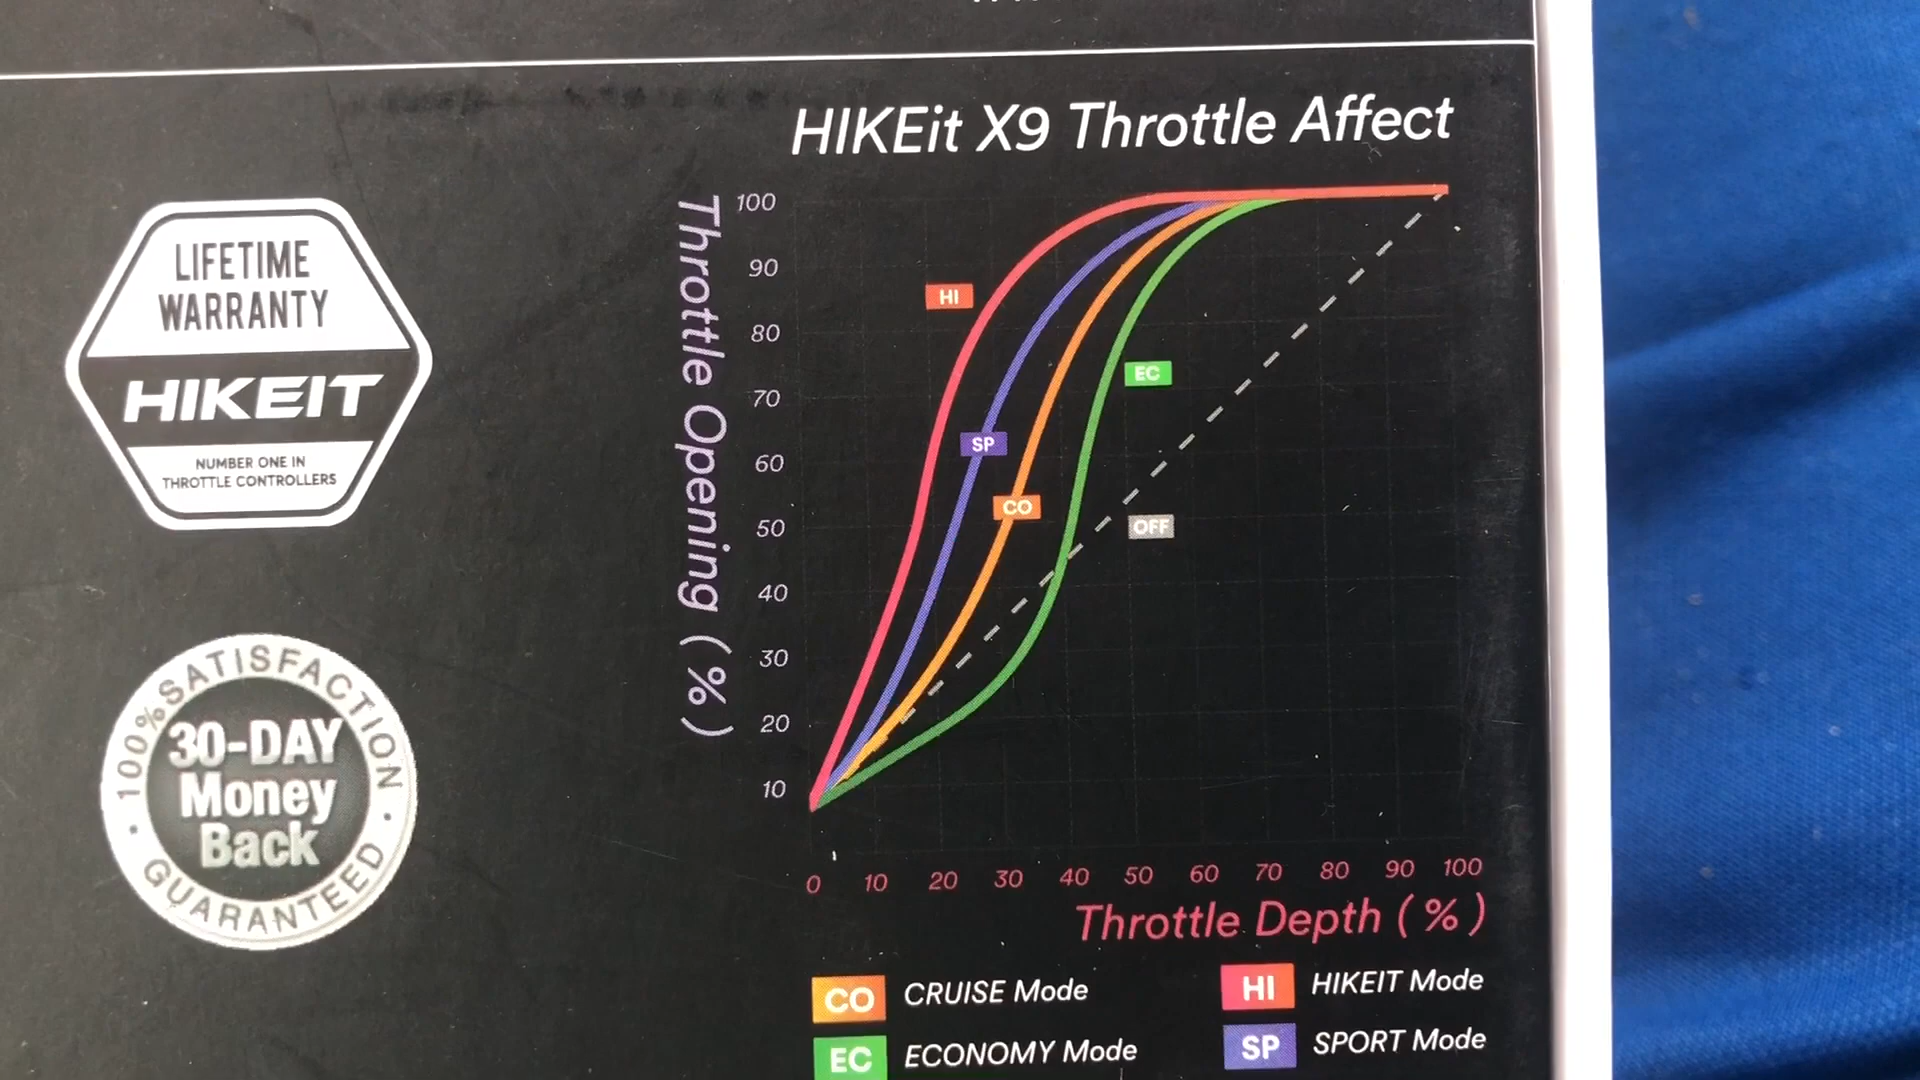 HIKEit X9 Throttle Affect
LIFETIME
WARRANTY
HIKEIT
NUMBER ONE IN
THROTTLE CONTROLLERS
100% SATISFACTION
30-DAY
Money
Back
GUARANTEED
Throttle Opening ( % )
100
90
80
70
60
50
40
30
20
10
HI
SP
CO
EC
OFF
0 10 20 30 40 50 60 70 80 90 100
Throttle Depth ( % )
CO CRUISE Mode
HI HIKEIT Mode
EC ECONOMY Mode
SP SPORT Mode